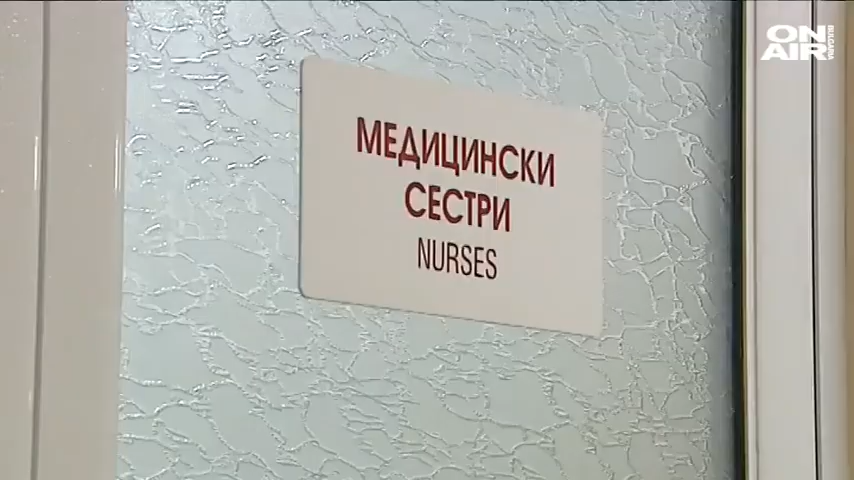 МЕДИЦИНСКИ
СЕСТРИ
NURSES
ON
AIR
BULGARIA